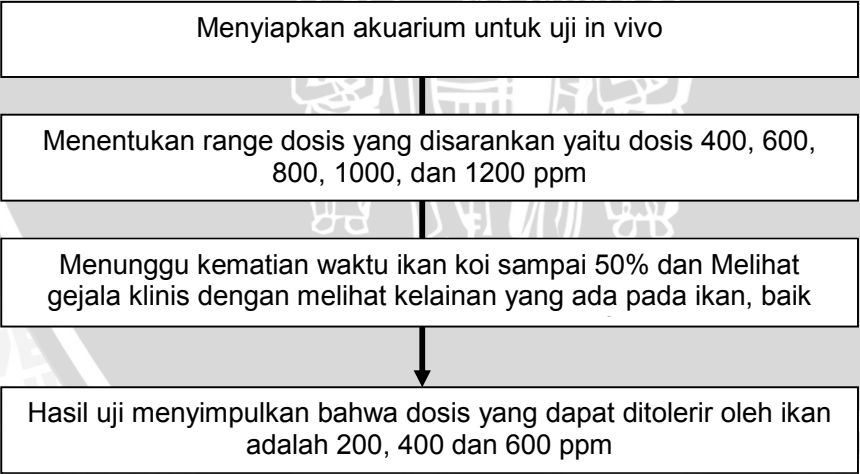 Menyiapkan akuarium untuk uji in vivo
Menentukan range dosis yang disarankan yaitu dosis 400, 600,
800, 1000, dan 1200 ppm
Menunggu kematian waktu ikan koi sampai 50% dan Melihat
gejala klinis dengan melihat kelainan yang ada pada ikan, baik
Hasil uji menyimpulkan bahwa dosis yang dapat ditolerir oleh ikan
adalah 200, 400 dan 600 ppm